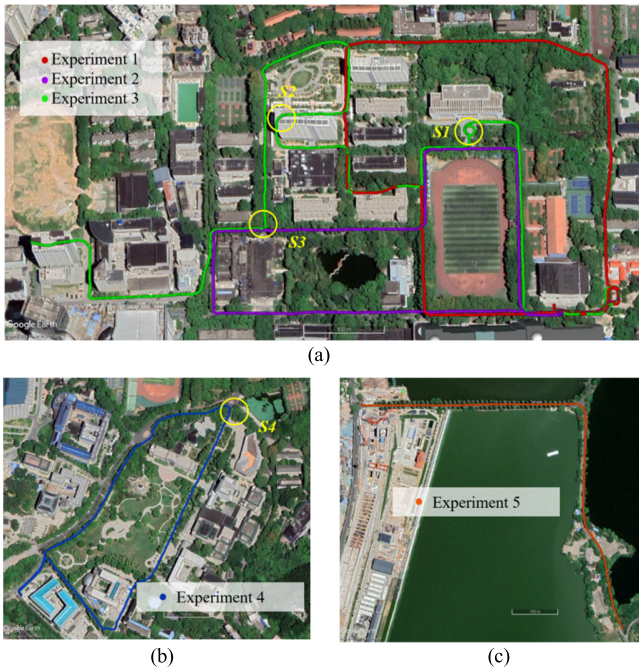 Experiment 1
Experiment 2
Experiment 3
S2
S1
S3
Google Earth
(a)
S4
Experiment 4
Google Earth
(b)
Experiment 5
(c)